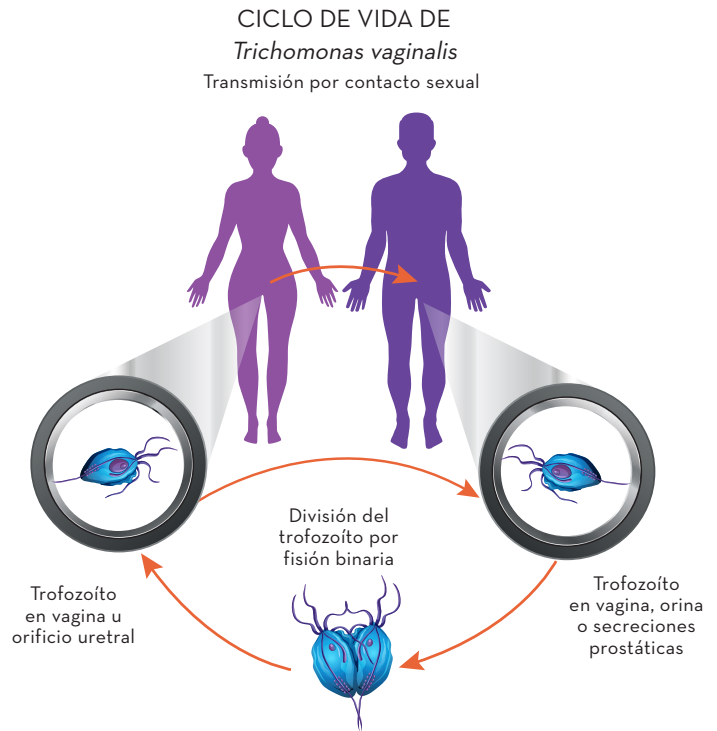 CICLO DE VIDA DE
Trichomonas vaginalis
Transmisión por contacto sexual
División del
trofozoíto por
fisión binaria
Trofozoíto
en vagina u
orificio uretral
Trofozoíto
en vagina, orina
o secreciones
prostáticas